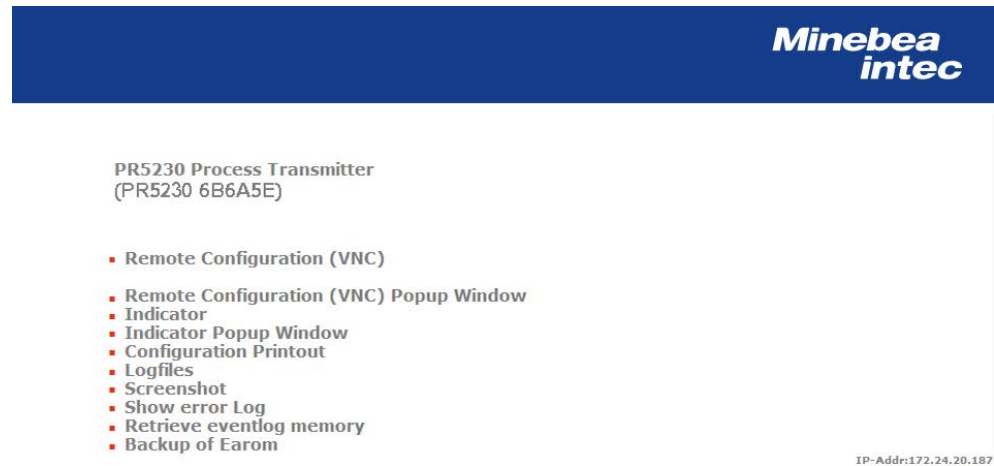 Minebea
intec
PR5230 Process Transmitter
(PR5230 6B6A5E)
Remote Configuration (VNC)
Remote Configuration (VNC) Popup Window
Indicator
Indicator Popup Window
Configuration Printout
Logfiles
Screenshot
Show error Log
Retrieve eventlog memory
Backup of Earom
IP-Addr:172.24.20.187